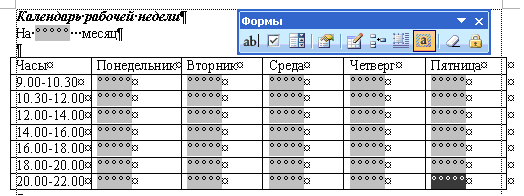 Календарь·рабочей·недели¶
На·°°°°°···месяц¶
¶
Формы
ab|
a
Часы¤ Понедельник¤ Вторник¤ Среда¤ Четверг¤ Пятница¤ ¤
9.00-10.30¤ °°°°°¤ °°°°°¤ °°°°°¤ °°°°°¤ °°°°°¤ ¤
10.30-12.00¤ °°°°°¤ °°°°°¤ °°°°°¤ °°°°°¤ °°°°°¤ ¤
12.00-14.00¤ °°°°°¤ °°°°°¤ °°°°°¤ °°°°°¤ °°°°°¤ ¤
14.00-16.00¤ °°°°°¤ °°°°°¤ °°°°°¤ °°°°°¤ °°°°°¤ ¤
16.00-18.00¤ °°°°°¤ °°°°°¤ °°°°°¤ °°°°°¤ °°°°°¤ ¤
18.00-20.00¤ °°°°°¤ °°°°°¤ °°°°°¤ °°°°°¤ °°°°°¤ ¤
20.00-22.00¤ °°°°°¤ °°°°°¤ °°°°°¤ °°°°°¤ °°°°°¤ ¤